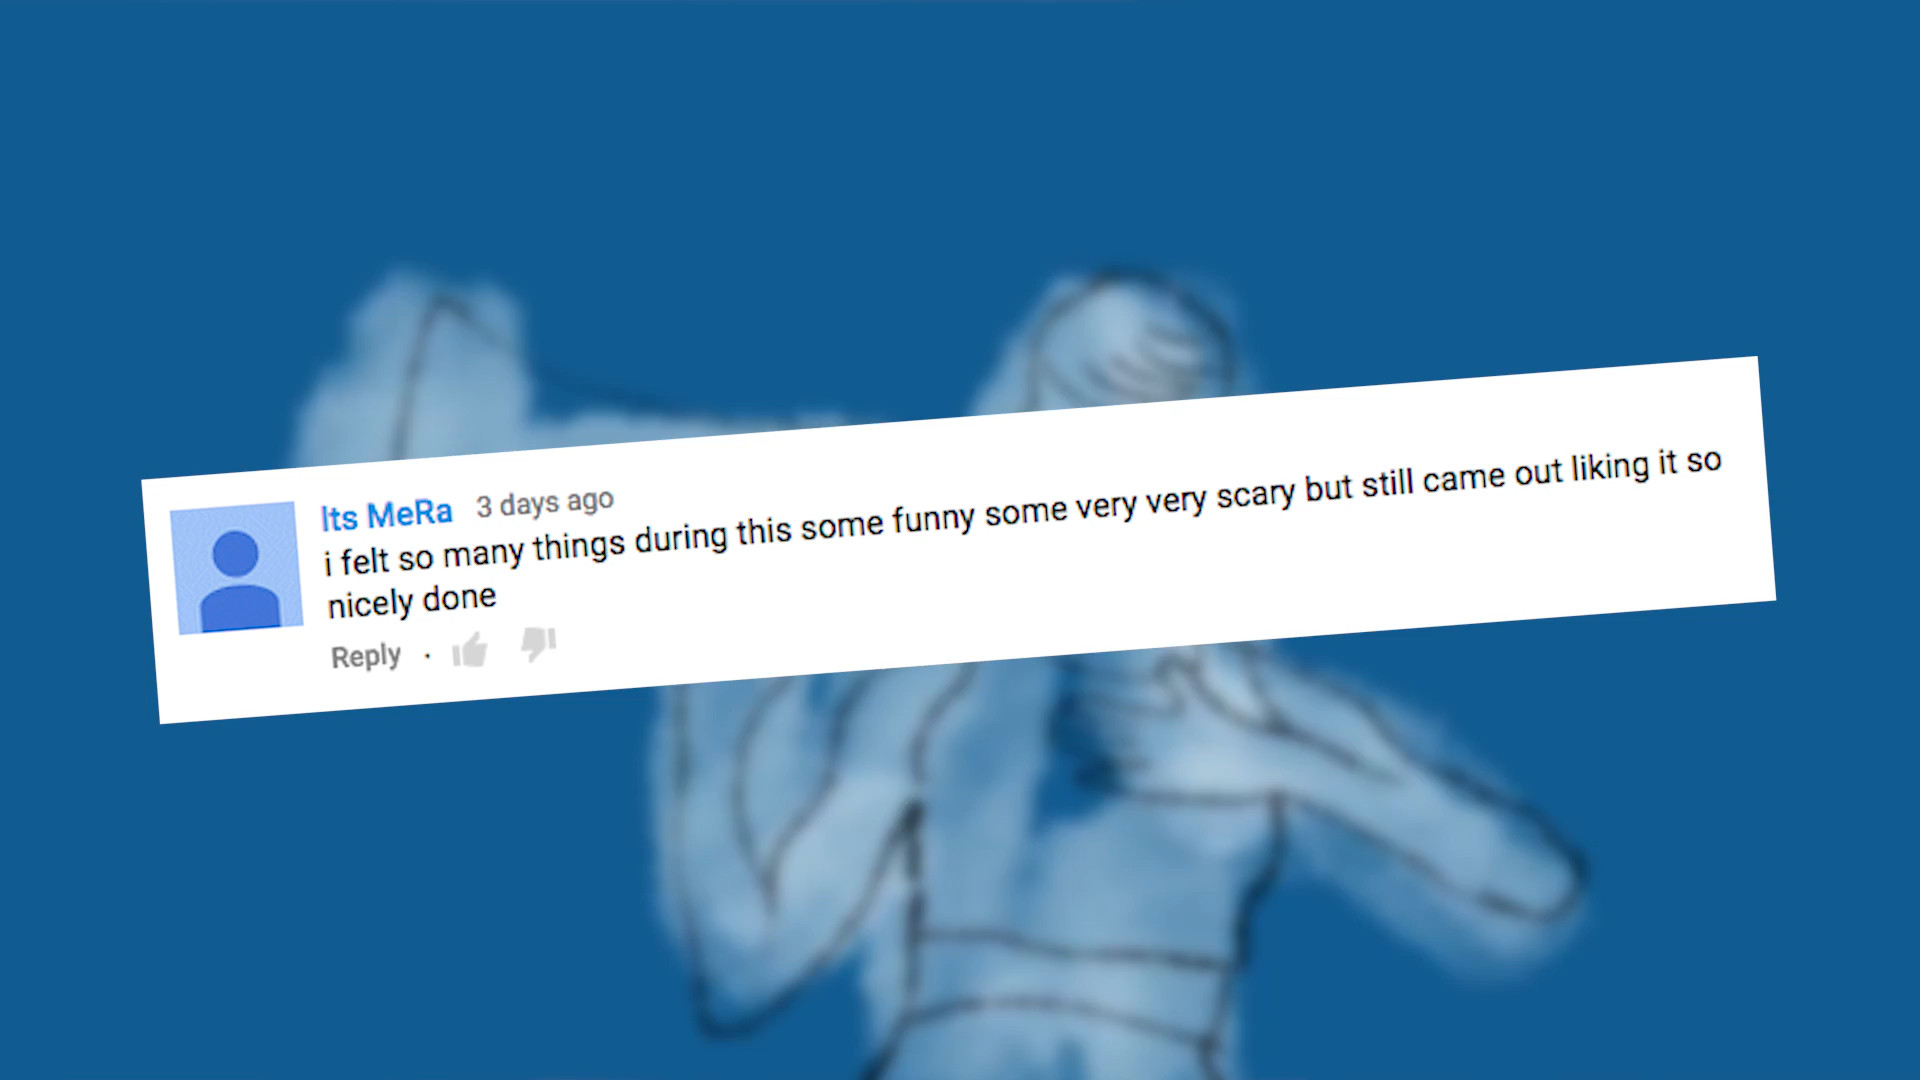 Its MeRa 3 days ago
i felt so many things during this some funny some very very scary but still came out liking it so
nicely done
Reply ·